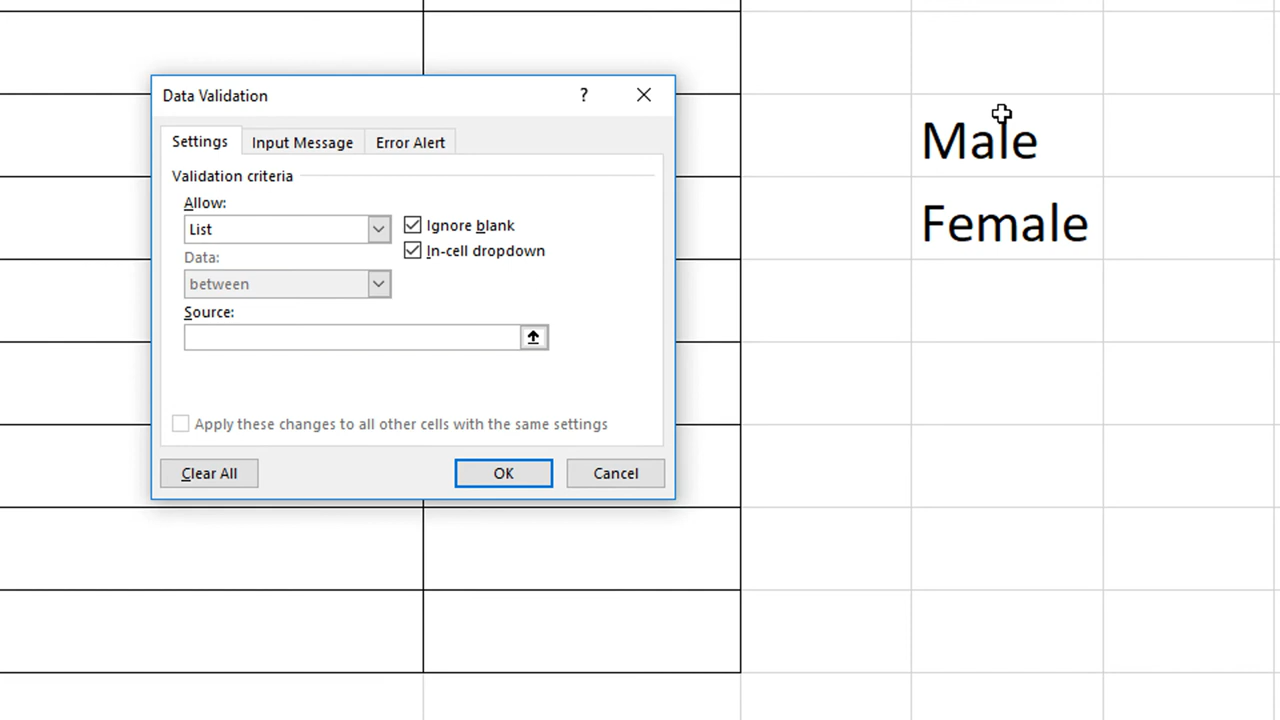 Data Validation ?
Settings Input Message Error Alert
Validation criteria
Allow:
List
Ignore blank
Data:
In-cell dropdown
between
Source:
Apply these changes to all other cells with the same settings
Clear All OK Cancel
Male
Female